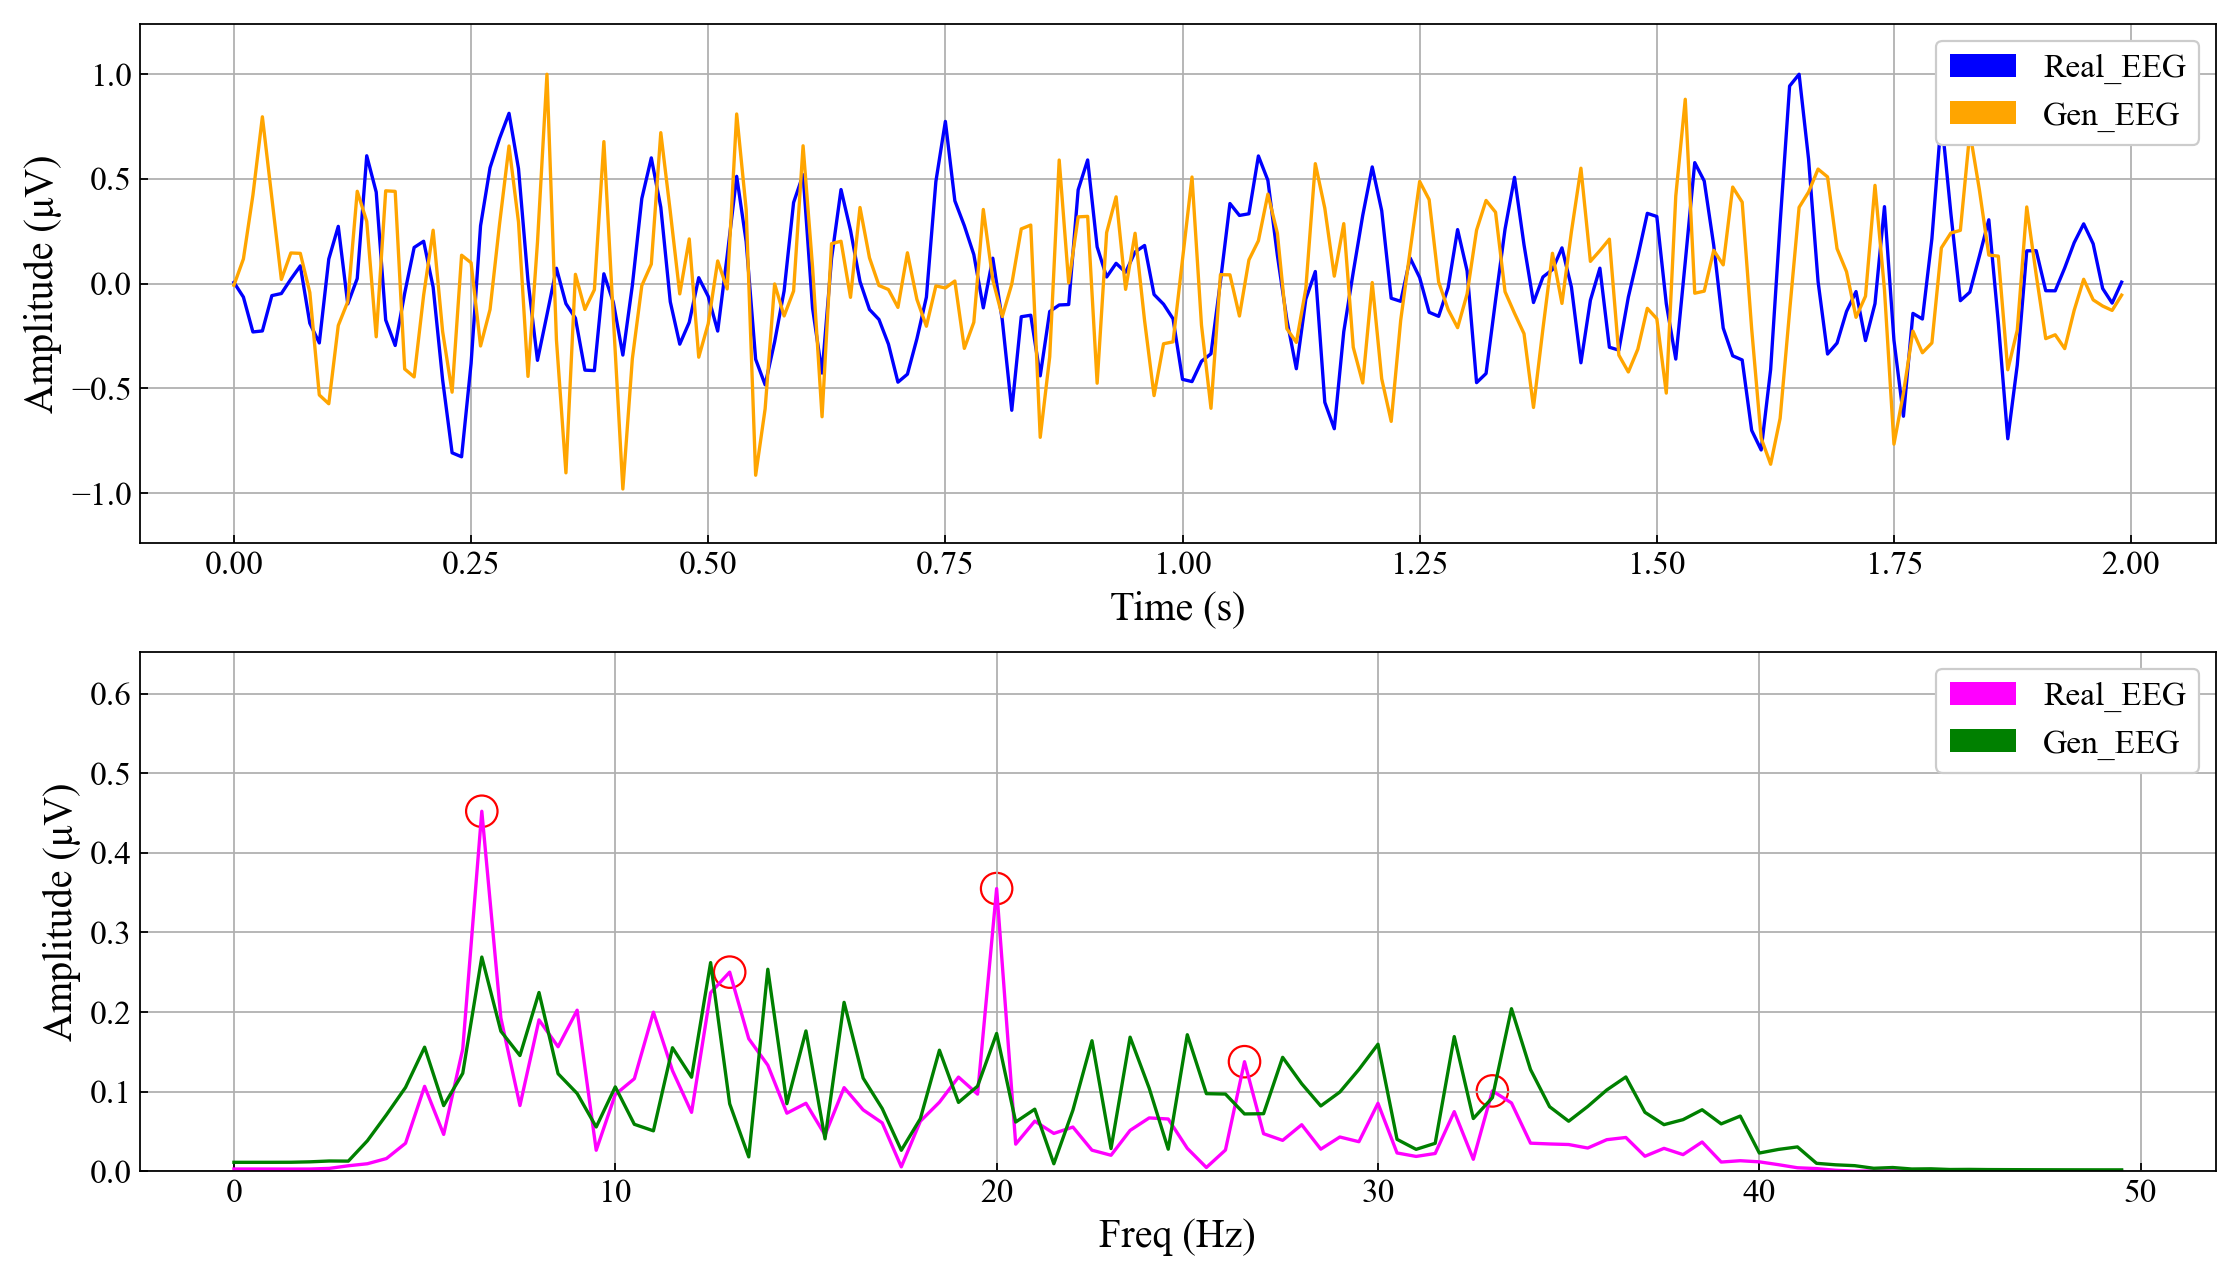 Amplitude (μV)
1.0
0.5
0.0
−0.5
−1.0
Real_EEG
Gen_EEG
0.00 0.25 0.50 0.75 1.00 1.25 1.50 1.75 2.00
Time (s)
Amplitude (μV)
0.6
0.5
0.4
0.3
0.2
0.1
0.0
Real_EEG
Gen_EEG
0 10 20 30 40 50
Freq (Hz)